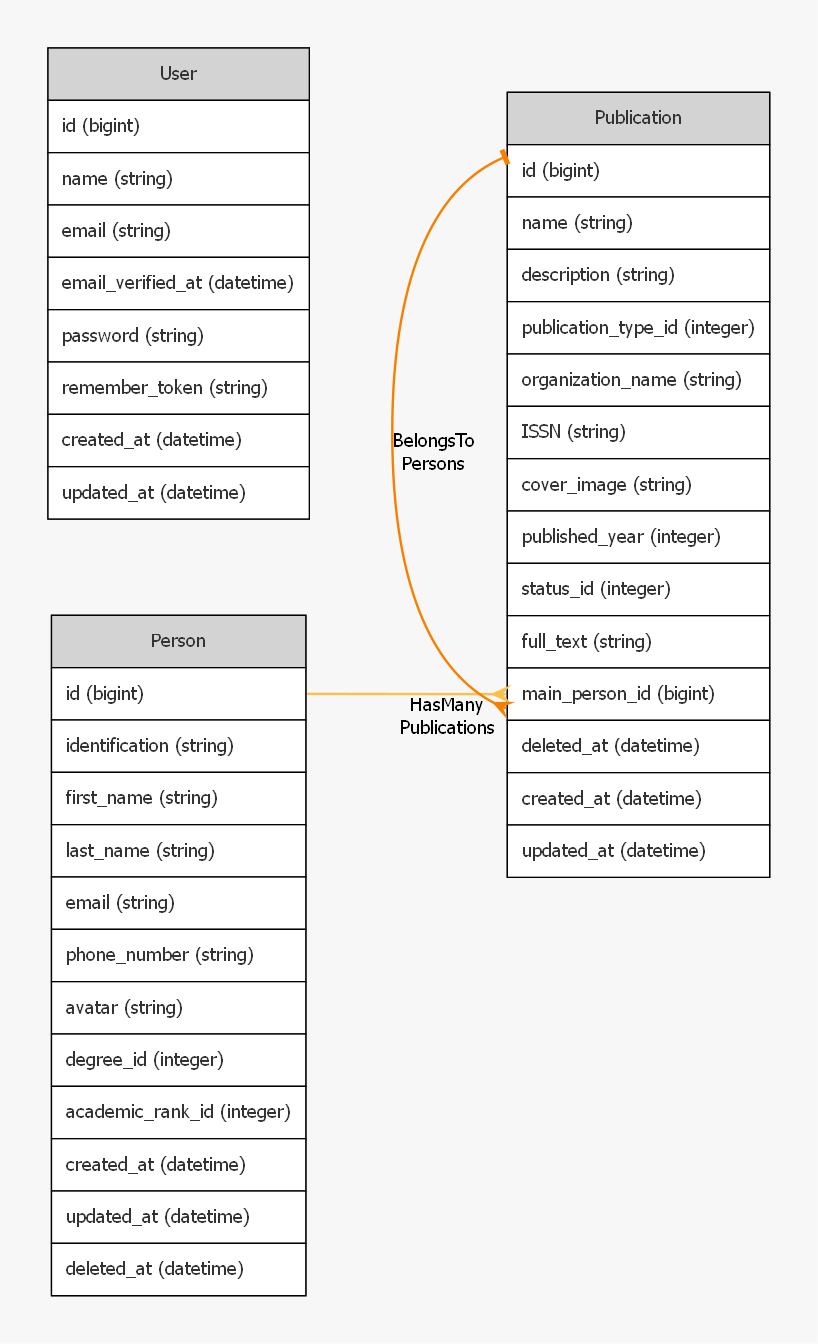 User
id (bigint)
name (string)
email (string)
email_verified_at (datetime)
password (string)
remember_token (string)
created_at (datetime)
updated_at (datetime)
Publication
id (bigint)
name (string)
description (string)
publication_type_id (integer)
organization_name (string)
ISSN (string)
cover_image (string)
published_year (integer)
status_id (integer)
full_text (string)
main_person_id (bigint)
deleted_at (datetime)
created_at (datetime)
updated_at (datetime)
BelongsTo
Persons
HasMany
Publications
Person
id (bigint)
identification (string)
first_name (string)
last_name (string)
email (string)
phone_number (string)
avatar (string)
degree_id (integer)
academic_rank_id (integer)
created_at (datetime)
updated_at (datetime)
deleted_at (datetime)